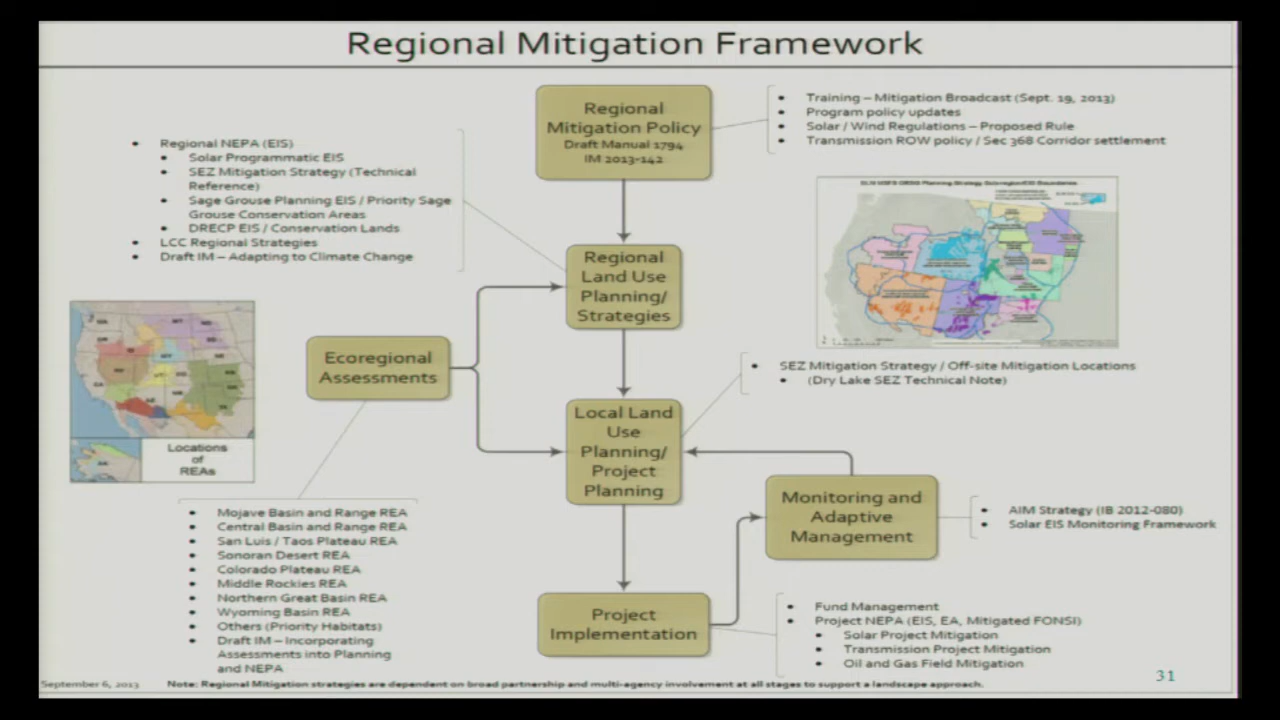 Regional Mitigation Framework
Regional
Mitigation Policy
Draft Manual 1794
IM 2013-142
• Training – Mitigation Broadcast (Sept. 19, 2013)
• Program policy updates
• Solar / Wind Regulations – Proposed Rule
• Transmission ROW policy / Sec 368 Corridor settlement
• Regional NEPA (EIS)
• Solar Programmatic EIS
• SEZ Mitigation Strategy (Technical
Reference)
• Sage Grouse Planning EIS / Priority Sage
Grouse Conservation Areas
• DRECP EIS / Conservation Lands
• LCC Regional Strategies
• Draft IM – Adapting to Climate Change
Regional
Land Use
Planning/
Strategies
Ecoregional
Assessments
Locations
of
REAs
• SEZ Mitigation Strategy / Off-site Mitigation Locations
• (Dry Lake SEZ Technical Note)
Local Land
Use
Planning/
Project
Planning
Monitoring and
Adaptive
Management
• AIM Strategy (IB 2012-080)
• Solar EIS Monitoring Framework
• Mojave Basin and Range REA
• Central Basin and Range REA
• San Luis / Taos Plateau REA
• Sonoran Desert REA
• Colorado Plateau REA
• Middle Rockies REA
• Northern Great Basin REA
• Wyoming Basin REA
• Others (Priority Habitats)
• Draft IM – Incorporating
Assessments into Planning
and NEPA
Project
Implementation
• Fund Management
• Project NEPA (EIS, EA, Mitigated FONSI)
• Solar Project Mitigation
• Transmission Project Mitigation
• Oil and Gas Field Mitigation
31
September 6, 2013
Note: Regional Mitigation strategies are dependent on broad partnership and multi-agency involvement at all stages to support a landscape approach.